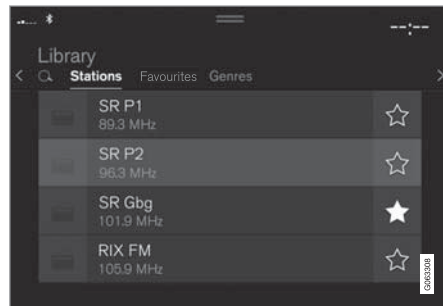 --:--
Library
Stations Favourites Genres
SR P1
89.3 MHz
SR P2
96.3 MHz
SR Gbg
101.9 MHz
RIX FM
105.9 MHz
G063308